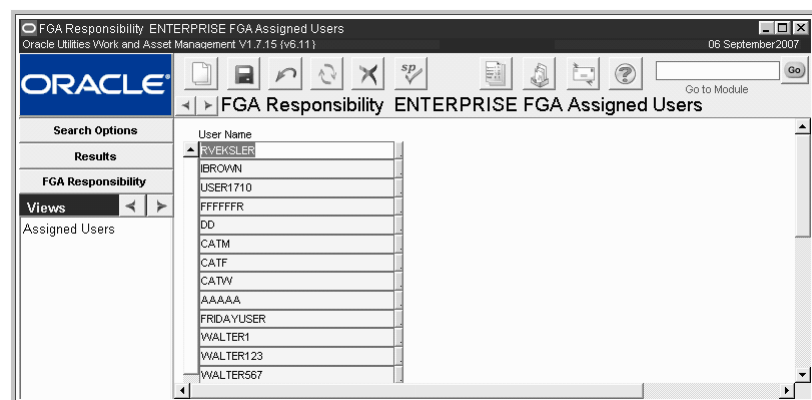 FGA Responsibility ENTERPRISE FGA Assigned Users
Oracle Utilities Work and Asset Management V1.7.15 {v6.11}
06 September2007
ORACLE®
sp
Go
Go to Module
FGA Responsibility ENTERPRISE FGA Assigned Users
Search Options
Results
FGA Responsibility
Views
Assigned Users
User Name
RVEKSLER
IBROWN
USER1710
FFFFFFR
DD
CATM
CATF
CATW
AAAAA
FRIDAYUSER
WALTER1
WALTER123
WALTER567